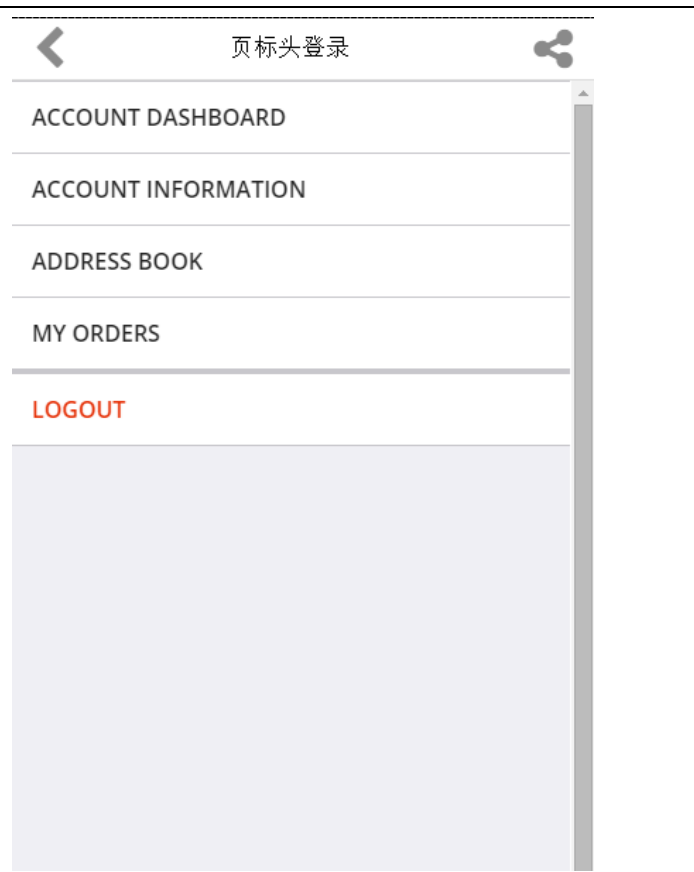 页标头登录
ACCOUNT DASHBOARD
ACCOUNT INFORMATION
ADDRESS BOOK
MY ORDERS
LOGOUT